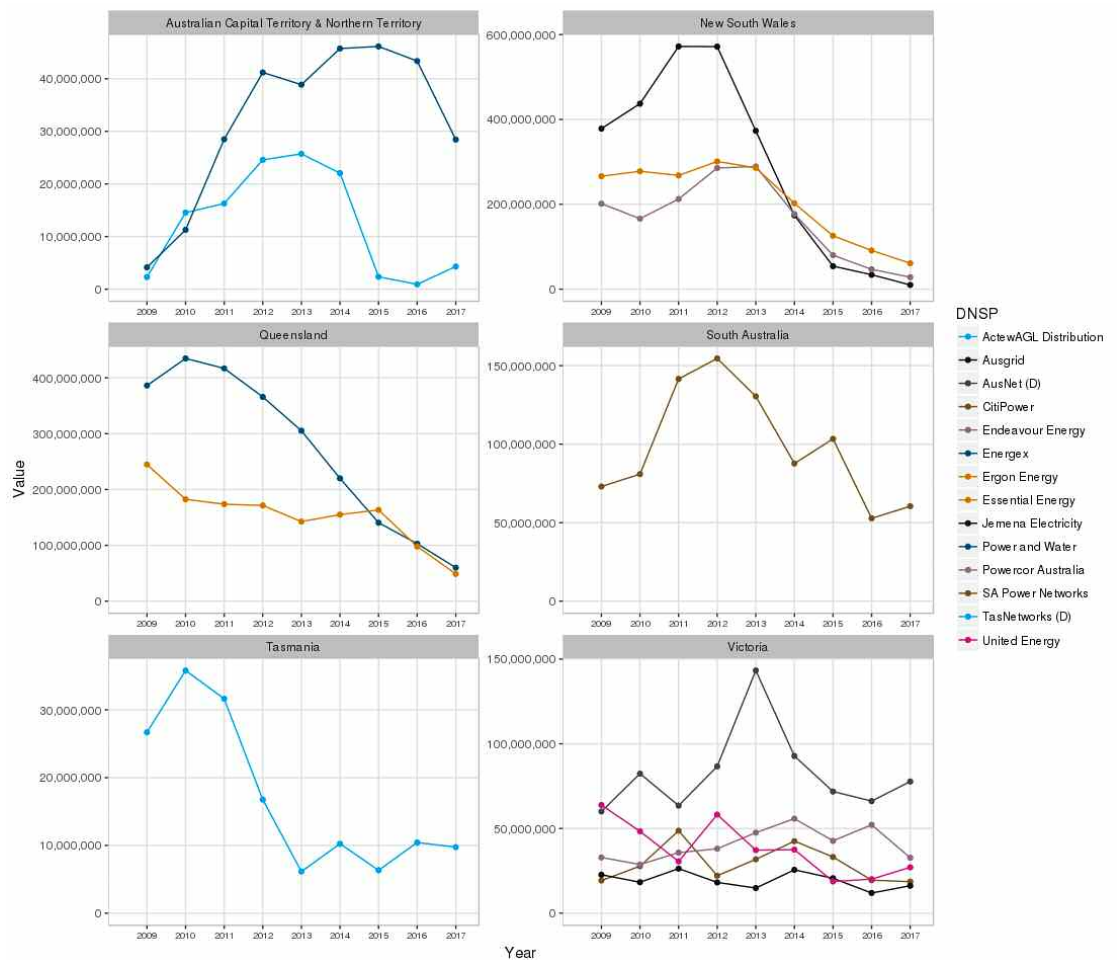 Australian Capital Territory & Northern Territory
40,000,000
30,000,000
20,000,000
10,000,000
0
2009 2010 2011 2012 2013 2014 2015 2016 2017
New South Wales
600,000,000
400,000,000
200,000,000
0
2009 2010 2011 2012 2013 2014 2015 2016 2017
Queensland
400,000,000
300,000,000
200,000,000
100,000,000
0
2009 2010 2011 2012 2013 2014 2015 2016 2017
South Australia
150,000,000
100,000,000
50,000,000
0
2009 2010 2011 2012 2013 2014 2015 2016 2017
Tasmania
30,000,000
20,000,000
10,000,000
0
2009 2010 2011 2012 2013 2014 2015 2016 2017
Victoria
150,000,000
100,000,000
50,000,000
0
2009 2010 2011 2012 2013 2014 2015 2016 2017
Value
Year
DNSP
ActewAGL Distribution
Ausgrid
AusNet (D)
CitiPower
Endeavour Energy
Energex
Ergon Energy
Essential Energy
Jemena Electricity
Power and Water
Powercor Australia
SA Power Networks
TasNetworks (D)
United Energy